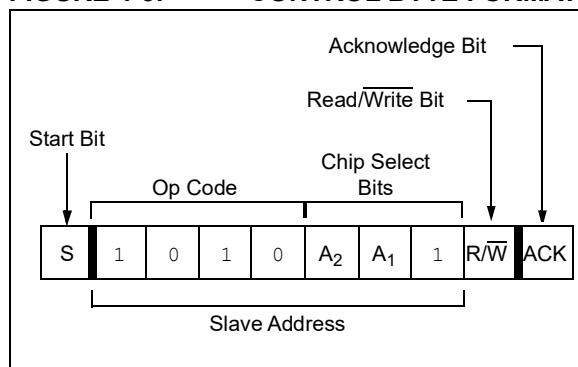 FIGURE 4-3: CONTROL BYTE FORMAT
Acknowledge Bit
Read/Write Bit
Start Bit
Chip Select
Bits
Op Code
S 1 0 1 0 A2 A1 1 R/W ACK
Slave Address